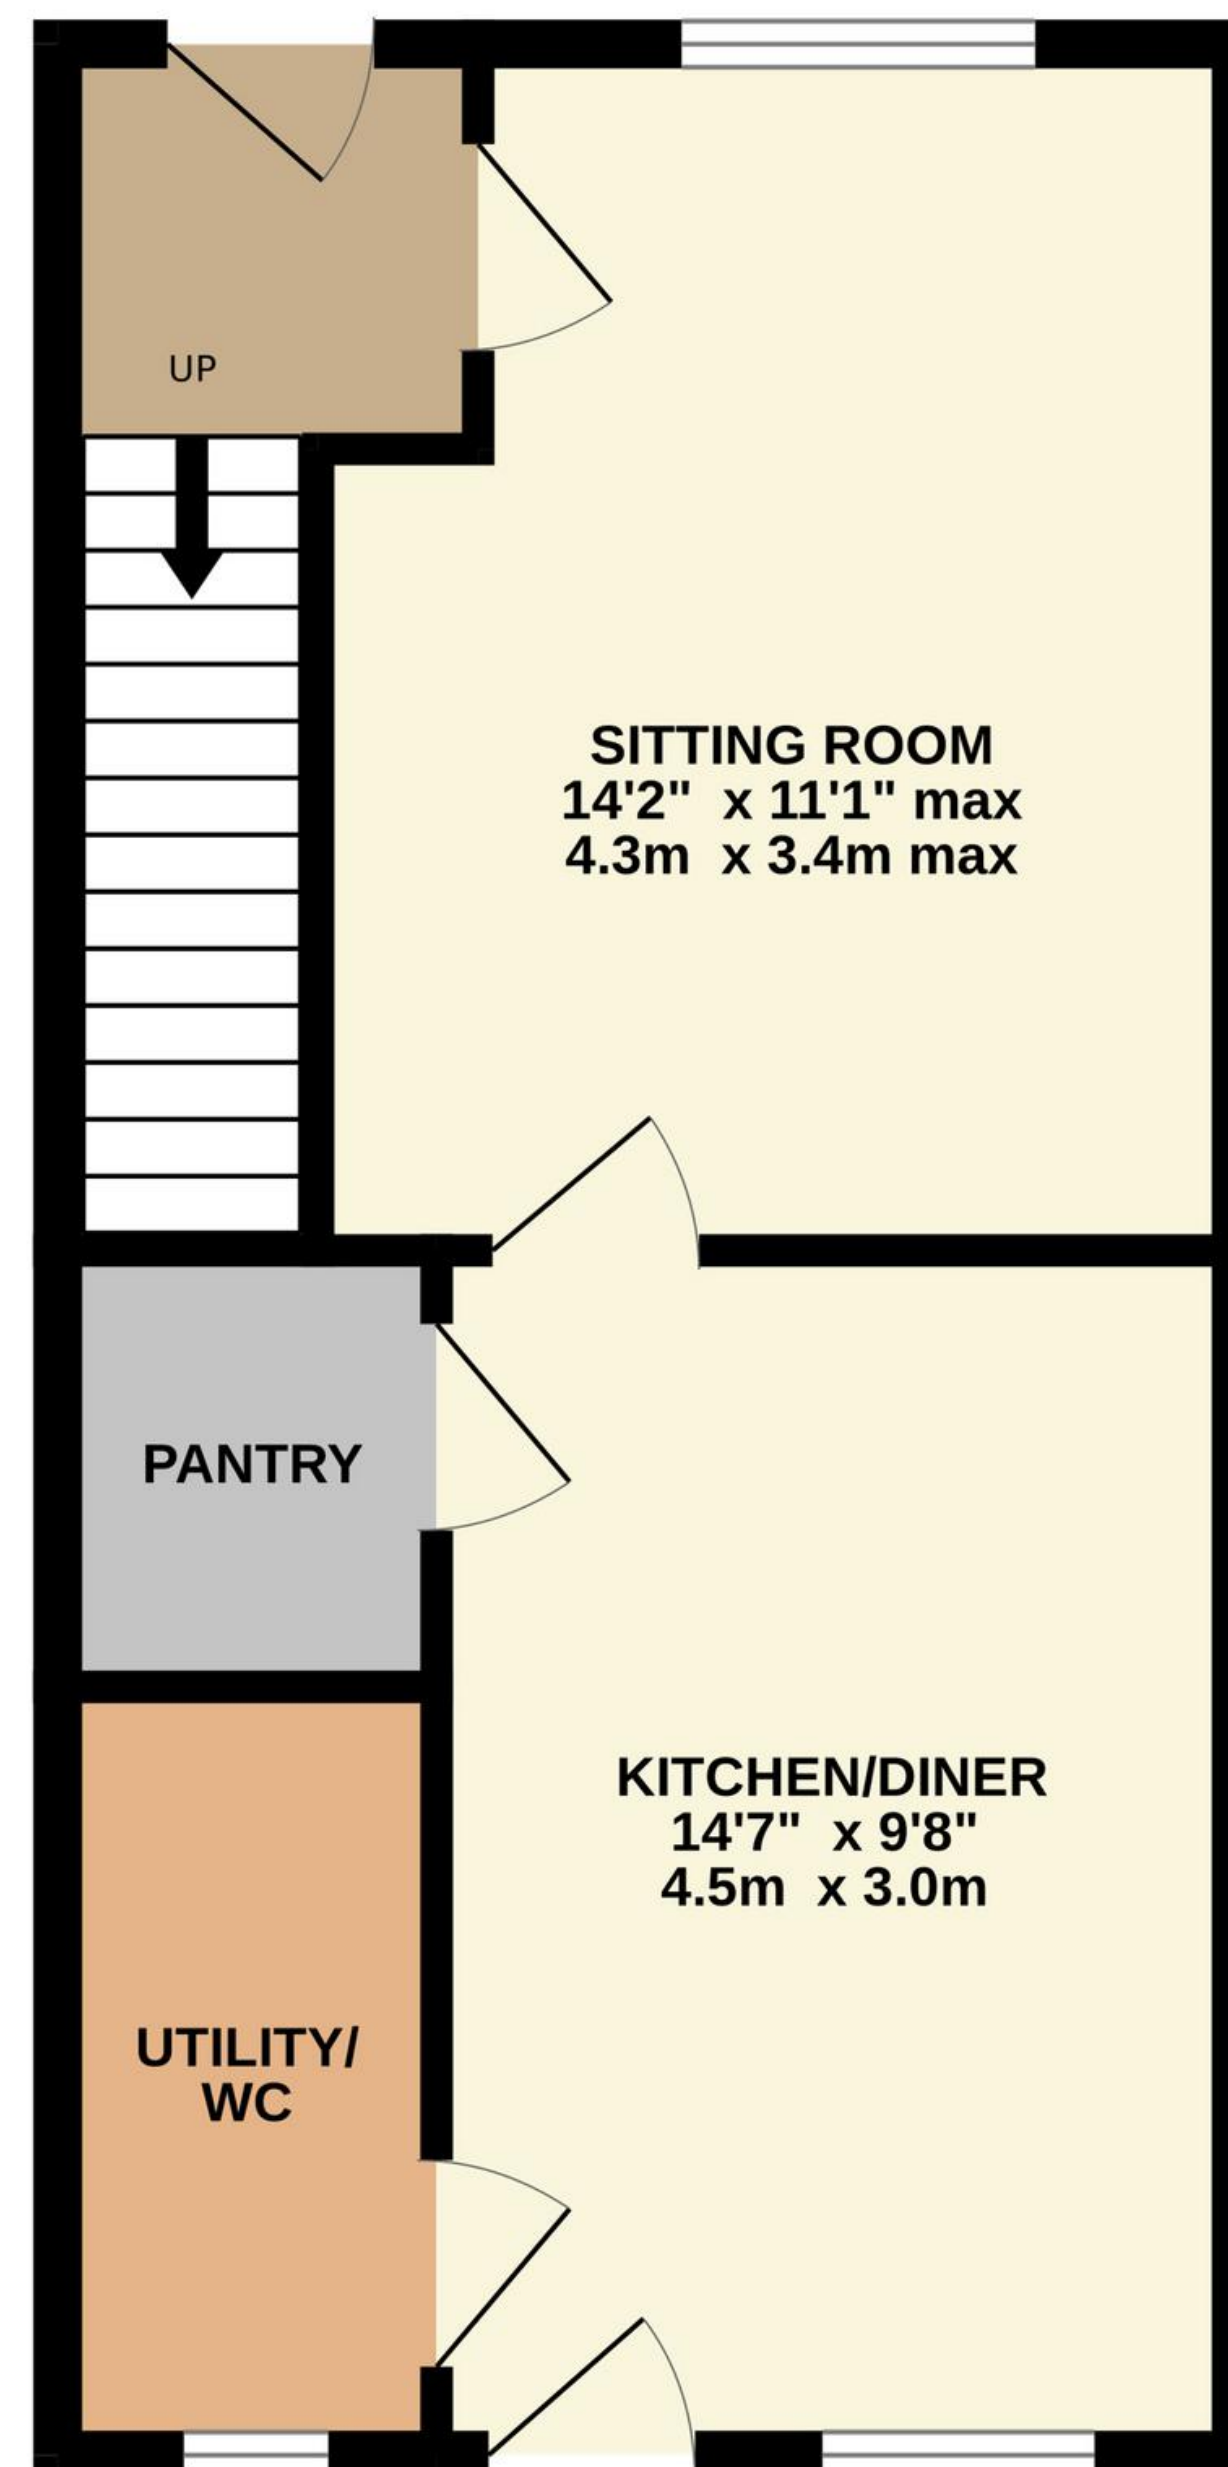 UP
SITTING ROOM
14'2" x 11'1" max
4.3m x 3.4m max
PANTRY
KITCHEN/DINER
14'7" x 9'8"
4.5m x 3.0m
UTILITY/
WC